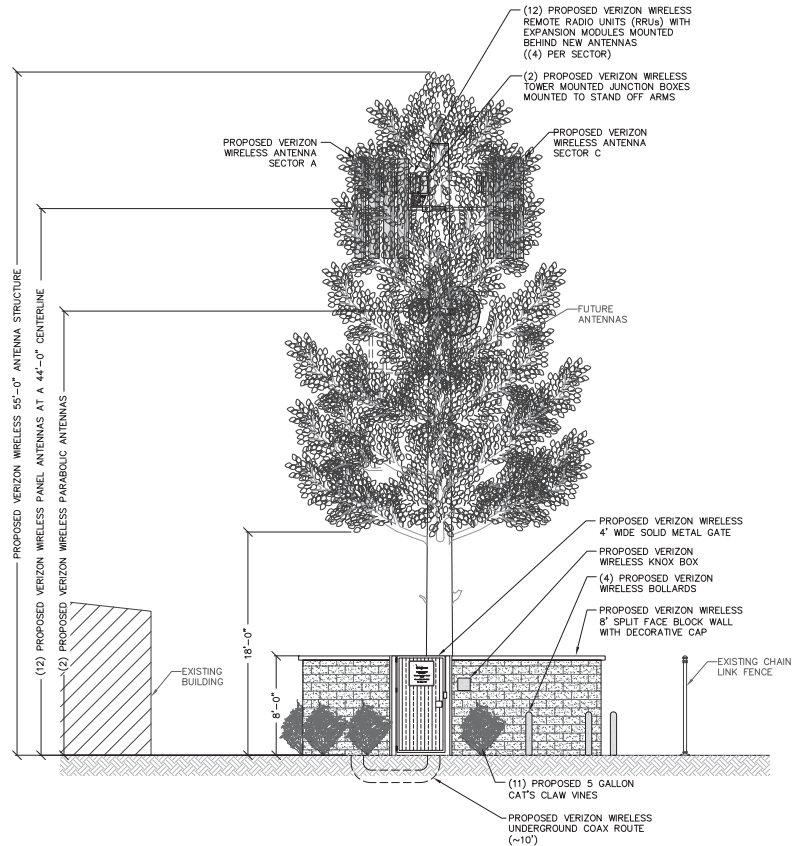 (12) PROPOSED VERIZON WIRELESS
REMOTE RADIO UNITS (RRUs) WITH
EXPANSION MODULES MOUNTED
BEHIND NEW ANTENNAS
((4) PER SECTOR)
(2) PROPOSED VERIZON WIRELESS
TOWER MOUNTED JUNCTION BOXES
MOUNTED TO STAND OFF ARMS
PROPOSED VERIZON
WIRELESS ANTENNA
SECTOR A
PROPOSED VERIZON
WIRELESS ANTENNA
SECTOR C
PROPOSED VERIZON WIRELESS 55'-0" ANTENNA STRUCTURE
(12) PROPOSED VERIZON WIRELESS PANEL ANTENNAS AT A 44'-0" CENTERLINE
(2) PROPOSED VERIZON WIRELESS PARABOLIC ANTENNAS
FUTURE
ANTENNAS
PROPOSED VERIZON WIRELESS
4' WIDE SOLID METAL GATE
PROPOSED VERIZON
WIRELESS KNOX BOX
(4) PROPOSED VERIZON
WIRELESS BOLLARDS
PROPOSED VERIZON WIRELESS
8' SPLIT FACE BLOCK WALL
WITH DECORATIVE CAP
18'-0"
8'-0"
EXISTING
BUILDING
EXISTING CHAIN
LINK FENCE
(11) PROPOSED 5 GALLON
CAT'S CLAW VINES
PROPOSED VERIZON WIRELESS
UNDERGROUND COAX ROUTE
(~10')